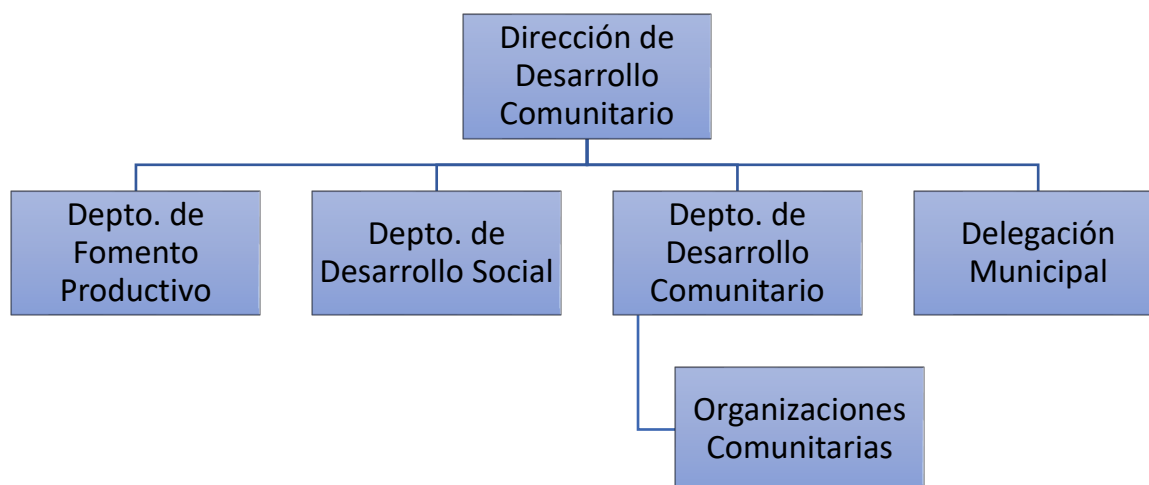 Dirección de
Desarrollo
Comunitario
Depto. de
Fomento
Productivo
Depto. de
Desarrollo Social
Depto. de
Desarrollo
Comunitario
Delegación
Municipal
Organizaciones
Comunitarias